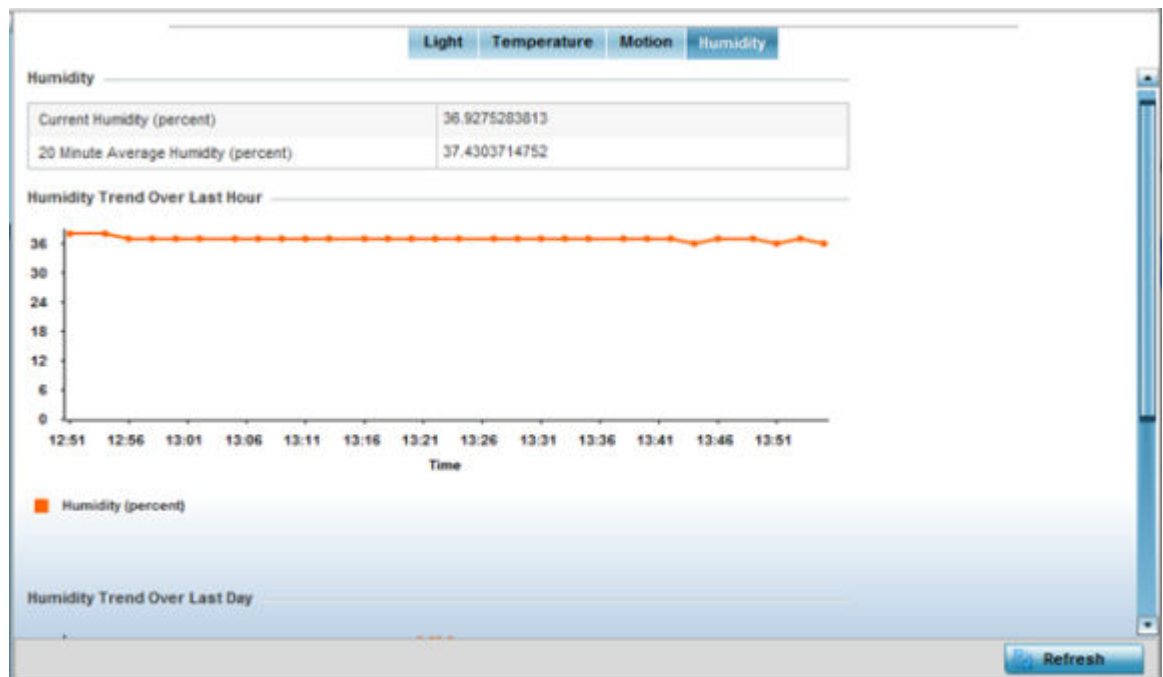 Light Temperature Motion Humidity
Humidity
Current Humidity (percent) 36.9275283813
20 Minute Average Humidity (percent) 37.4303714752
Humidity Trend Over Last Hour
36
30
24
18
12
6
0
12:51 12:56 13:01 13:06 13:11 13:16 13:21 13:26 13:31 13:36 13:41 13:46 13:51
Time
Humidity (percent)
Humidity Trend Over Last Day
Refresh